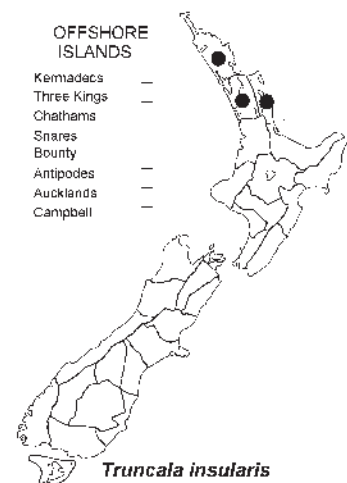 OFFSHORE
ISLANDS
Kermadecs —
Three Kings —
Chathams
Snares
Bounty
Antipodes —
Aucklands —
Campbell —
Truncala insularis